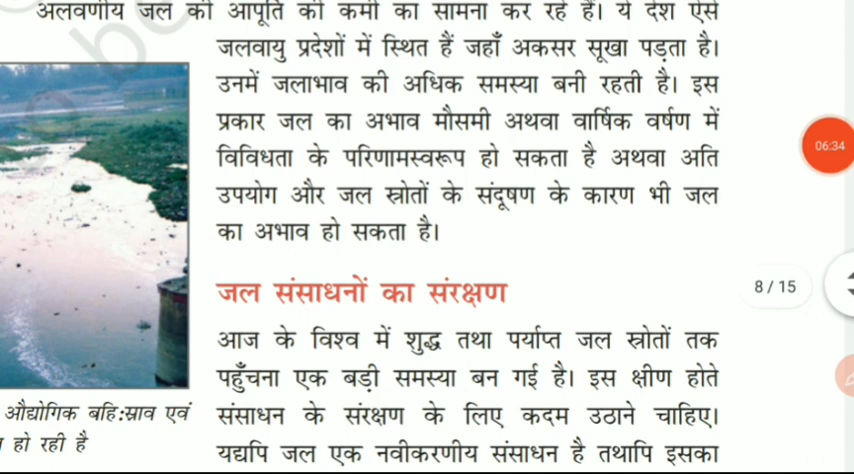 अलवणीय जल की आपूर्ति की कमी का सामना कर रहे हैं। ये देश ऐसे
जलवायु प्रदेशों में स्थित हैं जहाँ अकसर सूखा पड़ता है।
उनमें जलाभाव की अधिक समस्या बनी रहती है। इस
प्रकार जल का अभाव मौसमी अथवा वार्षिक वर्षण में
विविधता के परिणामस्वरूप हो सकता है अथवा अति
उपयोग और जल स्रोतों के संदूषण के कारण भी जल
का अभाव हो सकता है।
जल संसाधनों का संरक्षण
आज के विश्व में शुद्ध तथा पर्याप्त जल स्रोतों तक
पहुँचना एक बड़ी समस्या बन गई है। इस क्षीण होते
संसाधन के संरक्षण के लिए कदम उठाने चाहिए।
यद्यपि जल एक नवीकरणीय संसाधन है तथापि इसका
औद्योगिक बहि:स्राव एवं
हो रही है
06:34
8 / 15